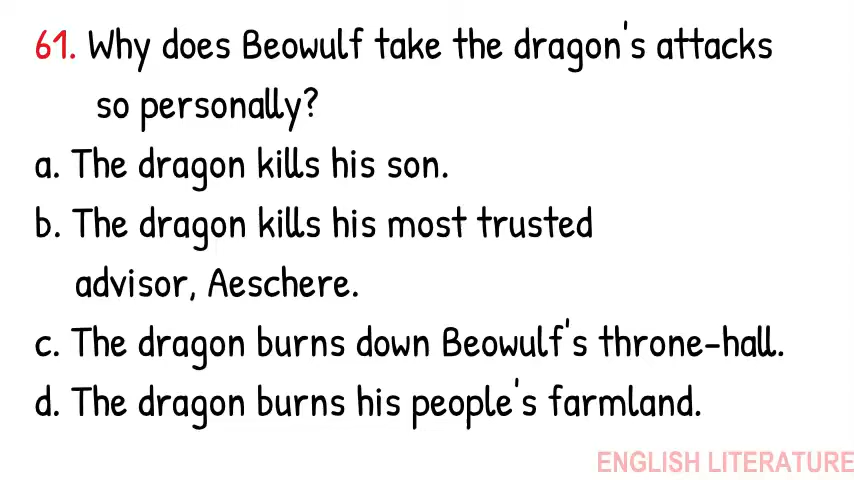 61. Why does Beowulf take the dragon's attacks
so personally?
a. The dragon kills his son.
b. The dragon kills his most trusted
advisor, Aeschere.
c. The dragon burns down Beowulf's throne-hall.
d. The dragon burns his people's farmland.
ENGLISH LITERATURE